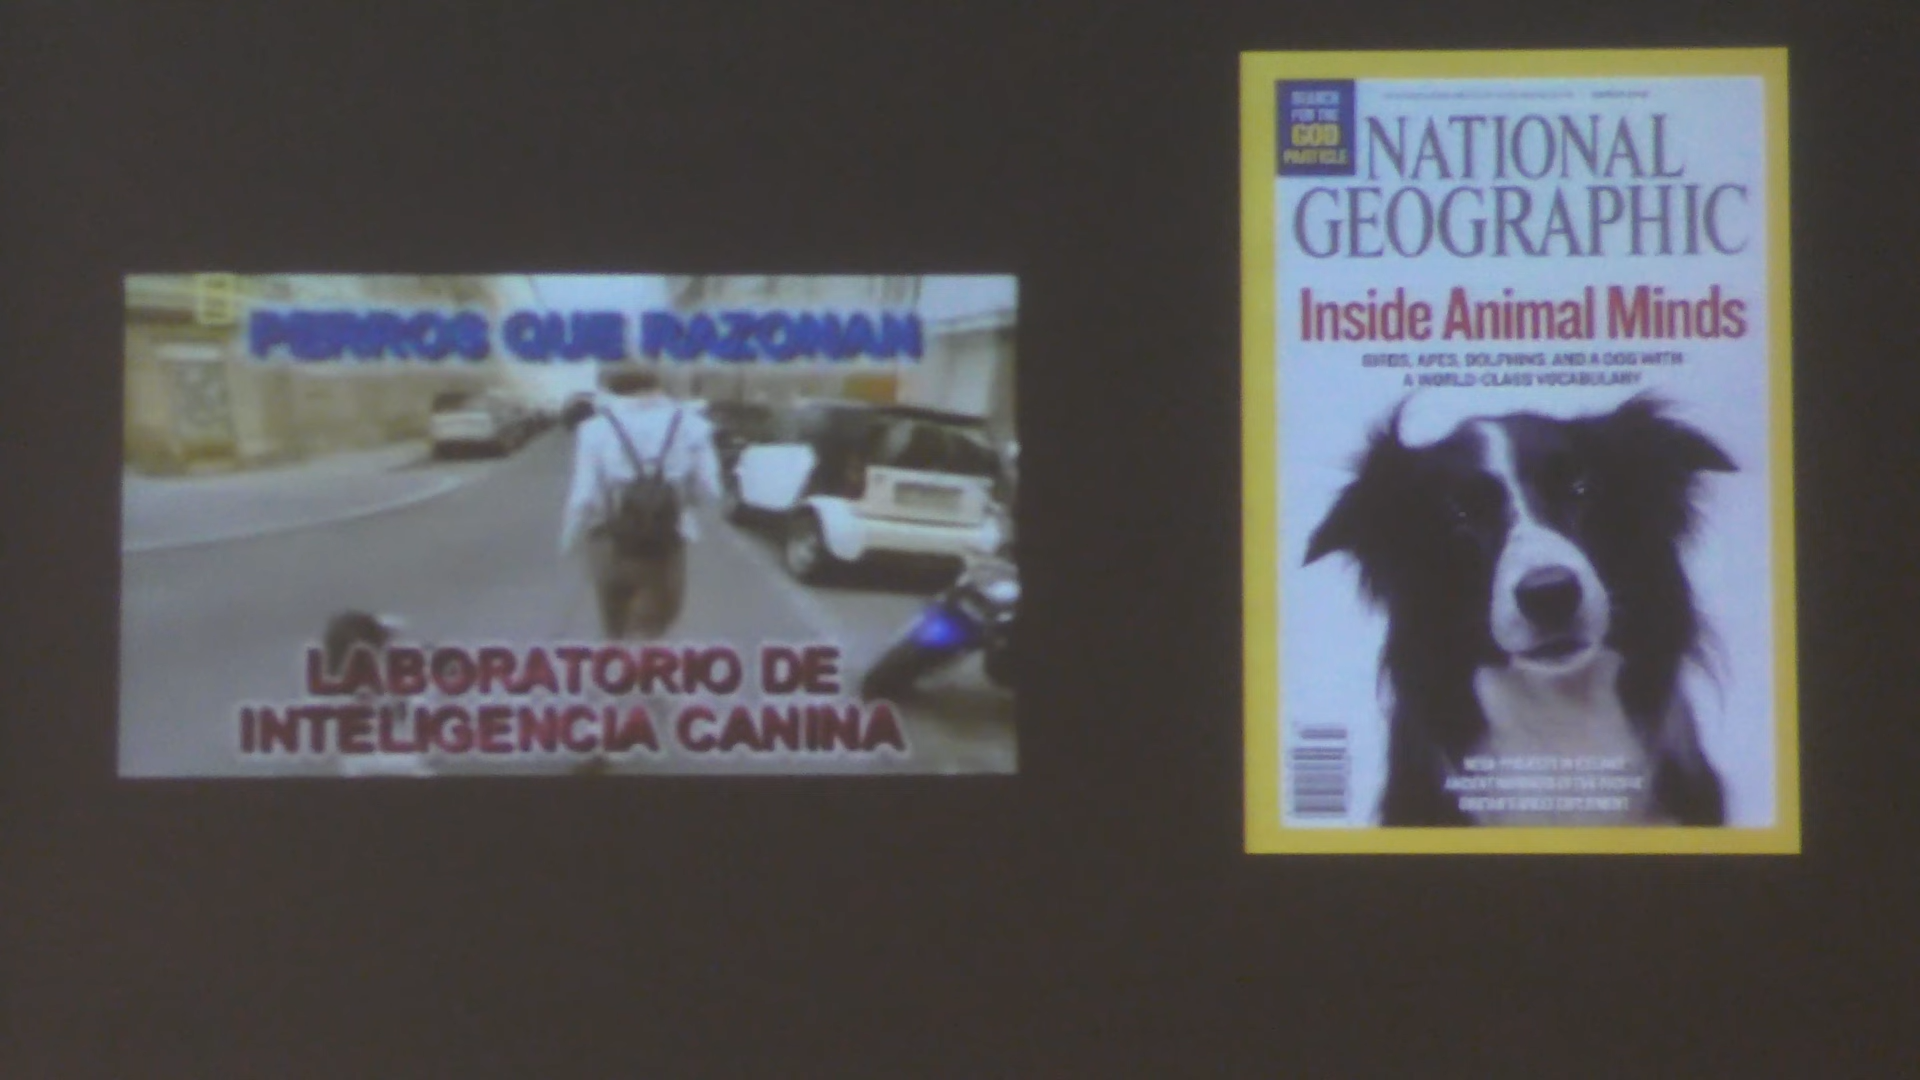 PERROS QUE RAZONAN
LABORATORIO DE
INTELIGENCIA CANINA
SEARCH
FOR THE
GOD
PARTICLE
NATIONAL
GEOGRAPHIC
Inside Animal Minds
BIRDS, APES, DOLPHINS, AND A DOG WITH
A WORLD-CLASS VOCABULARY